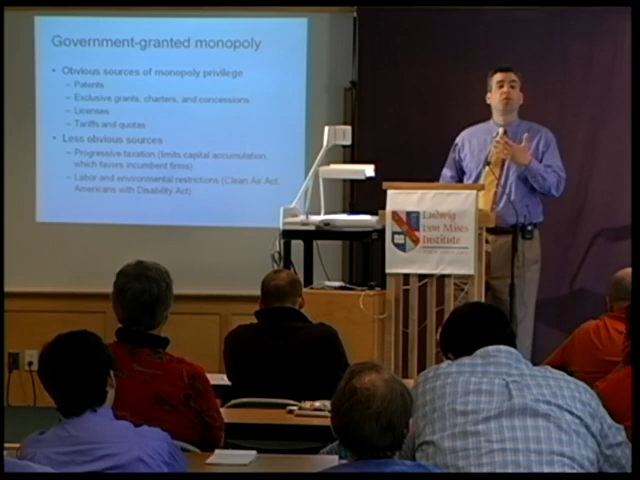 Government-granted monopoly
• Obvious sources of monopoly privilege
– Patents
– Exclusive grants, charters, and concessions
– Licenses
– Tariffs and quotas
• Less obvious sources
– Progressive taxation (limits capital accumulation,
which favors incumbent firms)
– Labor and environmental restrictions (Clean Air Act,
Americans with Disability Act)
Ludwig
von Mises
Institute